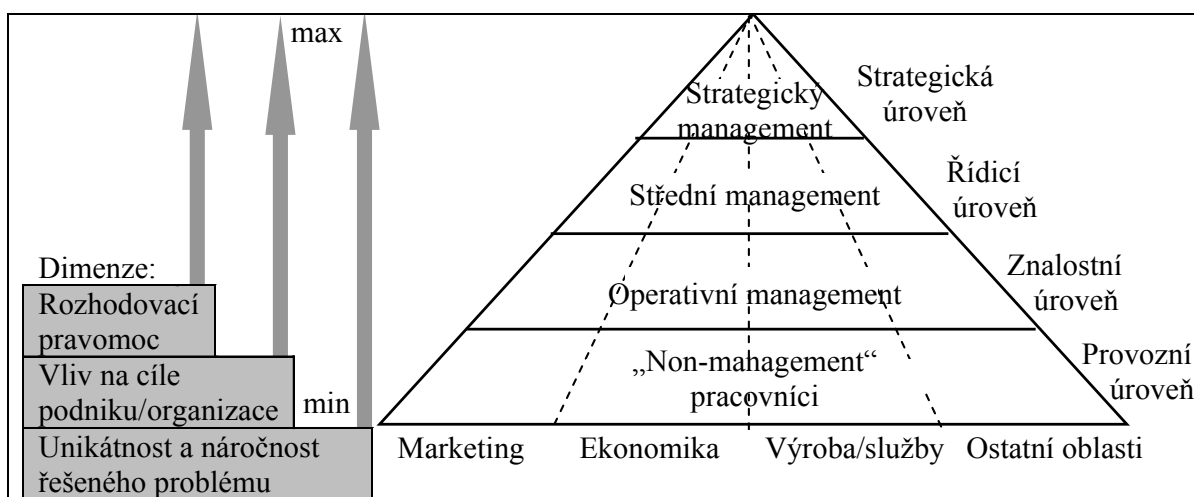 max
Strategický
management
Strategická
úroveň
Střední management
Řídicí
úroveň
Dimenze:
Rozhodovací
pravomoc
Operativní management
Znalostní
úroveň
Vliv na cíle
podniku/organizace
min
„Non-management“
pracovníci
Provozní
úroveň
Unikátnost a náročnost
řešeného problému
Marketing
Ekonomika
Výroba/služby
Ostatní oblasti